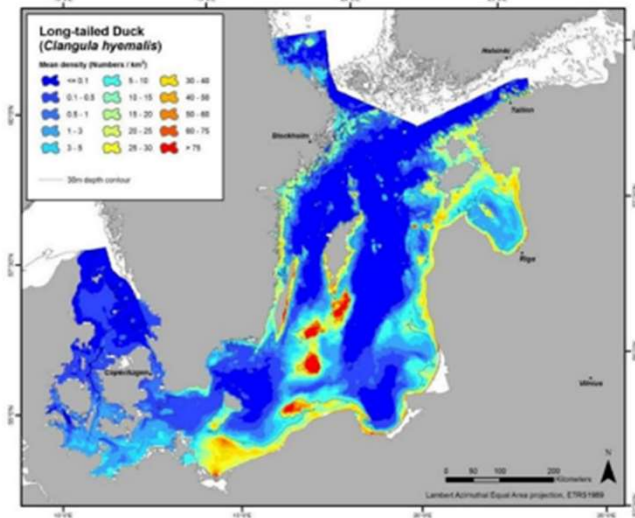 Long-tailed Duck
(Clangula hyemalis)
Mean density (Numbers / km²)
<= 0.1
5 - 10
30 - 40
0.1 - 0.5
10 - 15
40 - 50
0.5 - 1
15 - 20
50 - 60
1 - 3
20 - 25
60 - 75
3 - 5
25 - 30
> 75
30m depth contour
Helsinki
Tallinn
Stockholm
Riga
Copenhagen
Vilnius
N
0 50 100 200
Kilometers
Lambert Azimuthal Equal Area projection, ETRS1989